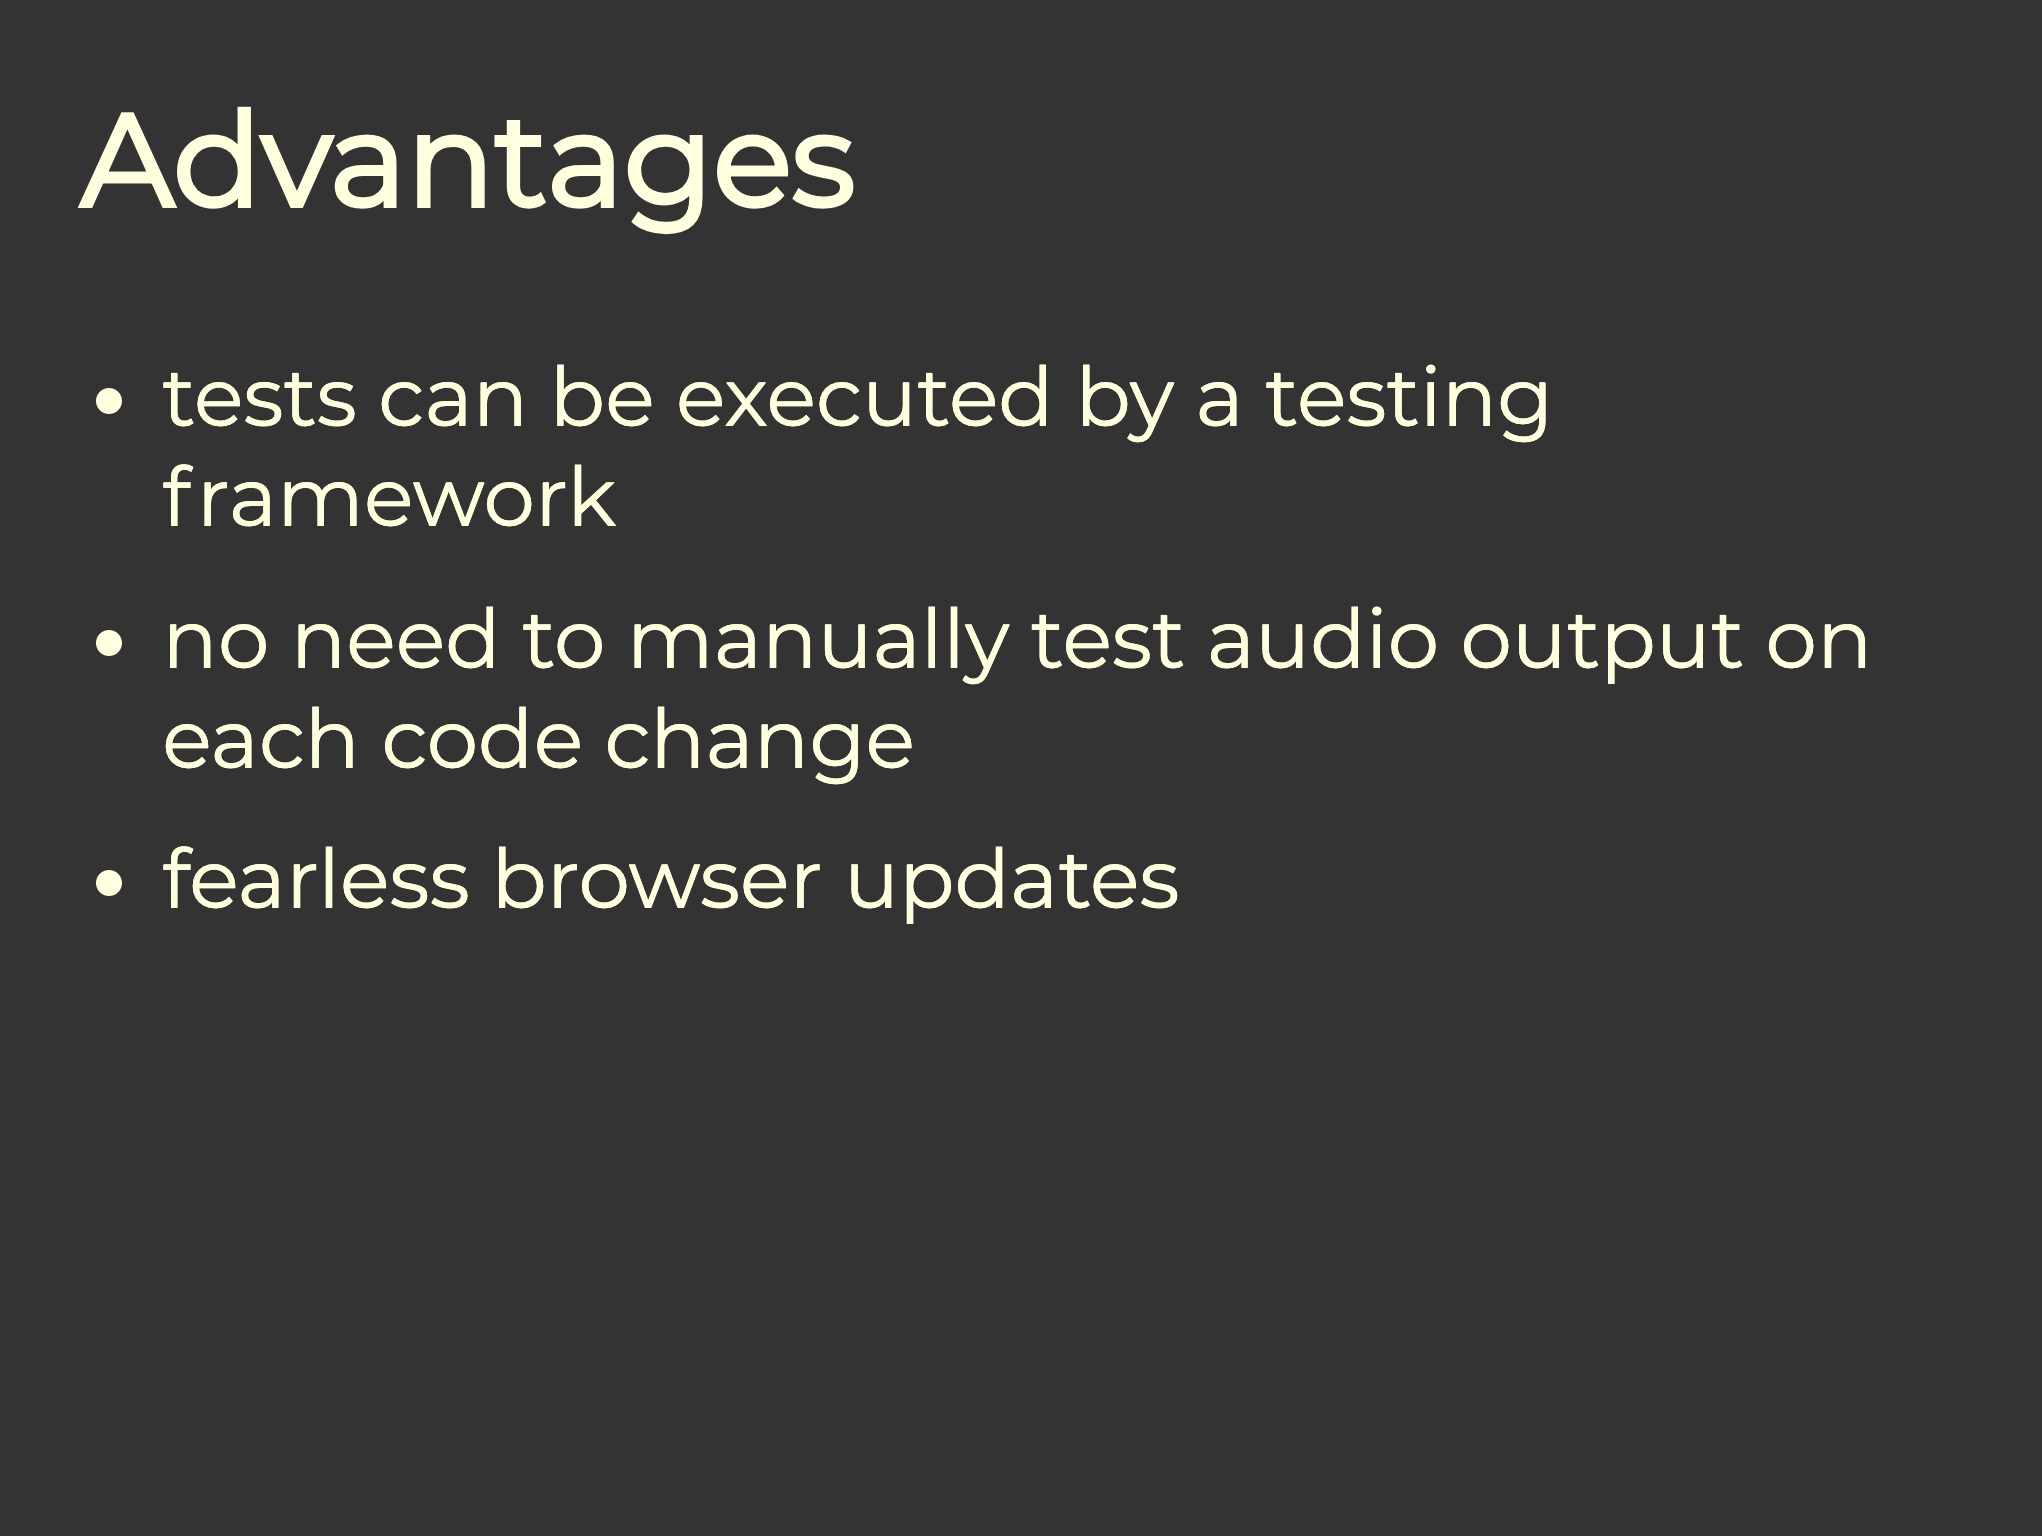 Advantages
• tests can be executed by a testing
framework
• no need to manually test audio output on
each code change
• fearless browser updates